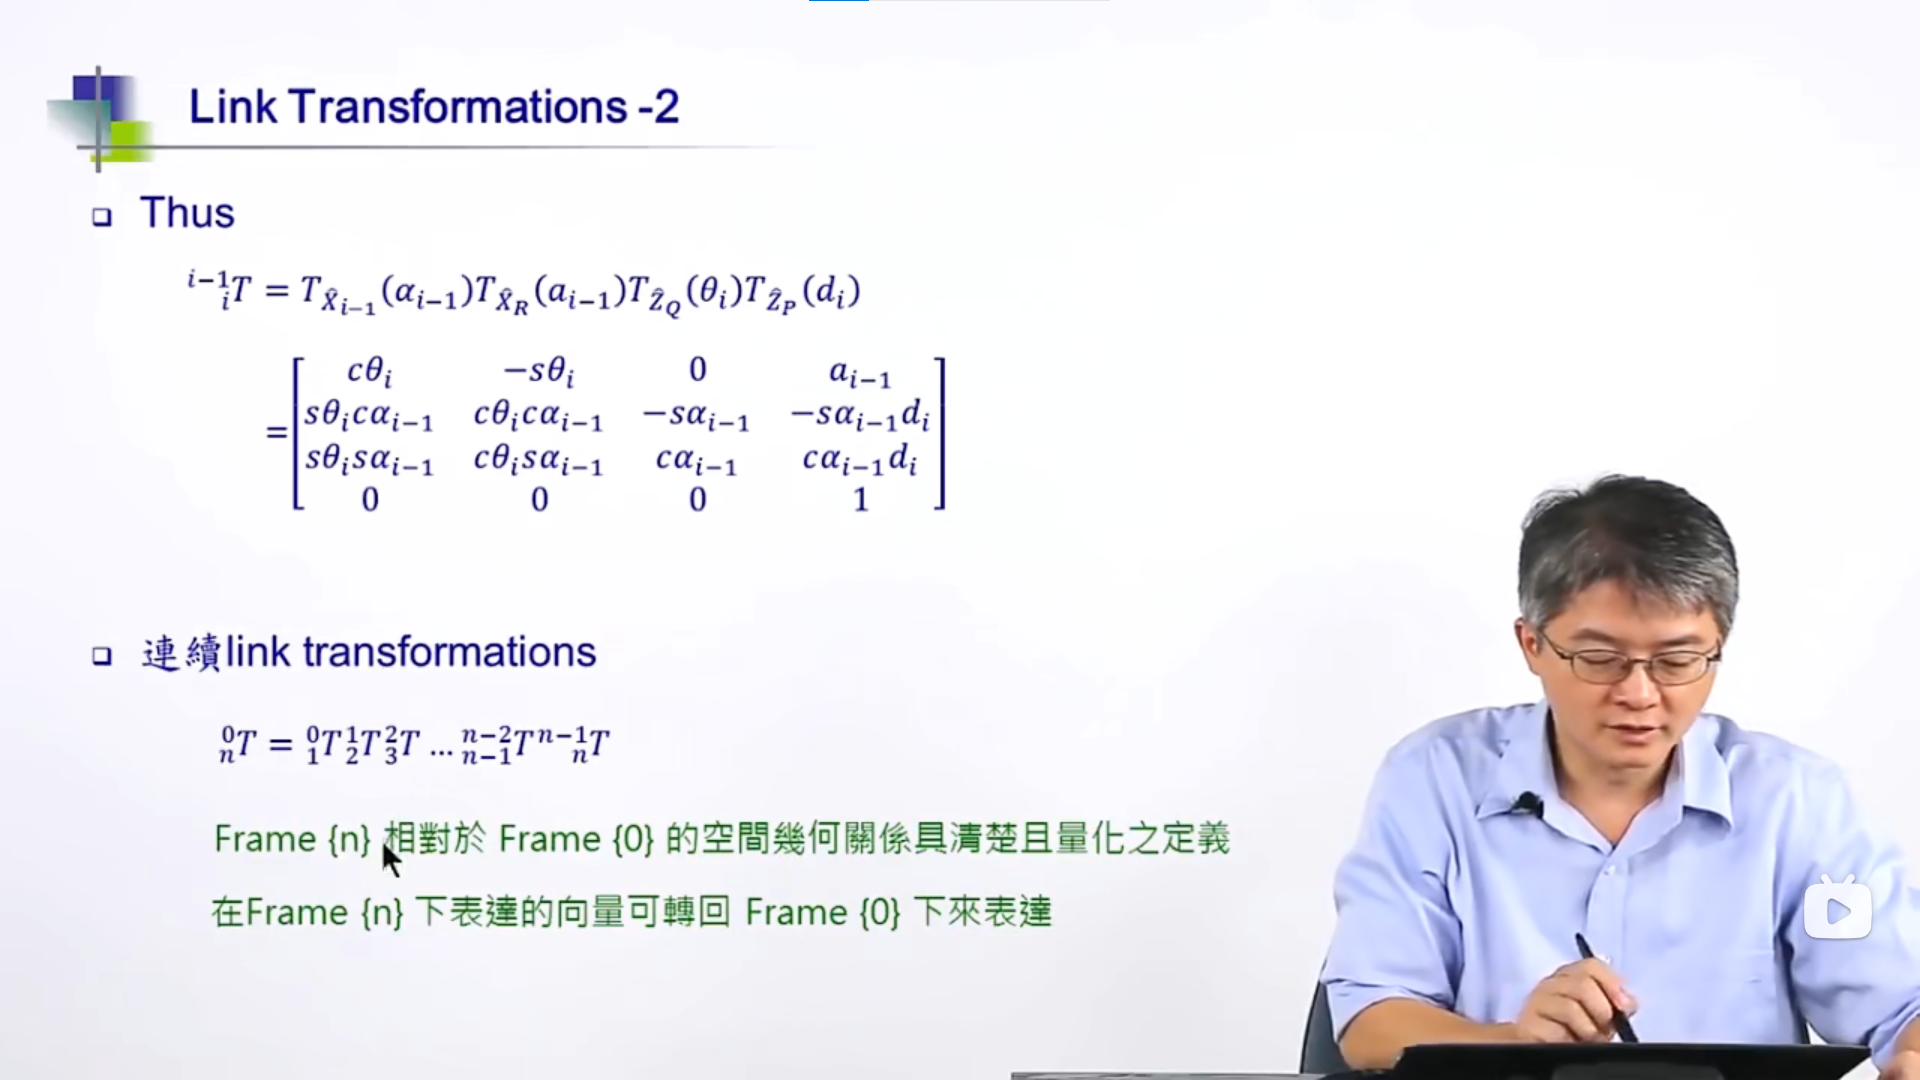 Link Transformations -2
❑ Thus
$^{i-1}_{i}T = T_{\hat{X}_{i-1}}(\alpha_{i-1})T_{\hat{X}_R}(a_{i-1})T_{\hat{Z}_Q}(\theta_i)T_{\hat{Z}_P}(d_i)$
$= \begin{bmatrix} c\theta_i & -s\theta_i & 0 & a_{i-1} \\ s\theta_i c\alpha_{i-1} & c\theta_i c\alpha_{i-1} & -s\alpha_{i-1} & -s\alpha_{i-1}d_i \\ s\theta_i s\alpha_{i-1} & c\theta_i s\alpha_{i-1} & c\alpha_{i-1} & c\alpha_{i-1}d_i \\ 0 & 0 & 0 & 1 \end{bmatrix}$
❑ 連續link transformations
$^{0}_{n}T = {}^{0}_{1}T\,{}^{1}_{2}T\,{}^{2}_{3}T \ldots {}^{n-2}_{n-1}T\,{}^{n-1}_{n}T$
Frame {n} 相對於 Frame {0} 的空間幾何關係具清楚且量化之定義
在Frame {n} 下表達的向量可轉回 Frame {0} 下來表達